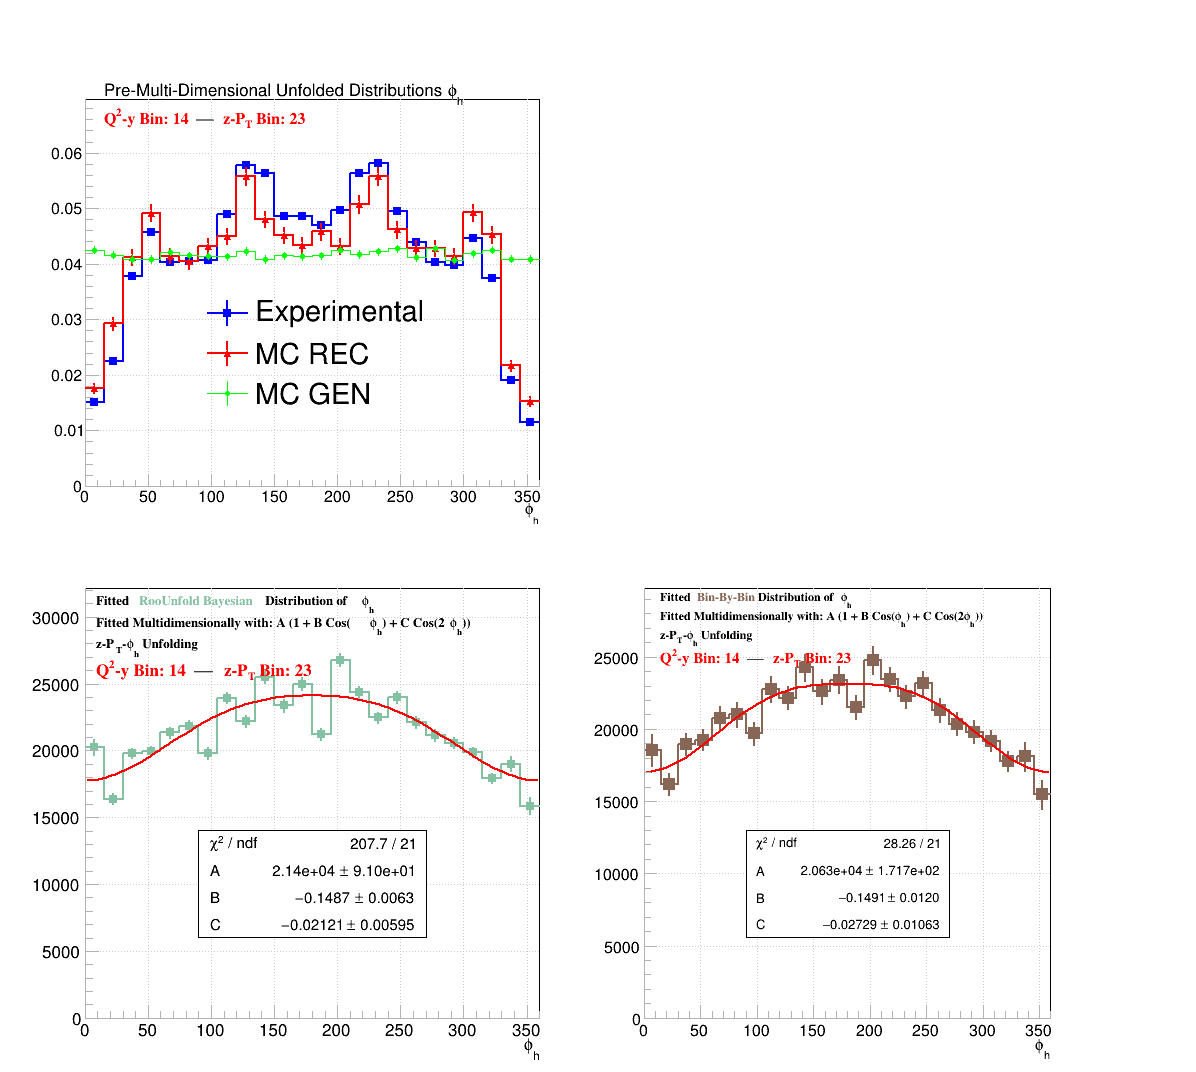 Pre-Multi-Dimensional Unfolded Distributions ϕh
Q²-y Bin: 14 — z-PT Bin: 23
0.06
0.05
0.04
0.03
0.02
0.01
0
Experimental
MC REC
MC GEN
0 50 100 150 200 250 300 350
ϕh
Fitted RooUnfold Bayesian Distribution of ϕh
Fitted Multidimensionally with: A (1 + B Cos( ϕh) + C Cos(2 ϕh))
z-PT-ϕh Unfolding
Q²-y Bin: 14 — z-PT Bin: 23
30000
25000
20000
15000
10000
5000
0
χ² / ndf 207.7 / 21
A 2.14e+04 ± 9.10e+01
B −0.1487 ± 0.0063
C −0.02121 ± 0.00595
0 50 100 150 200 250 300 350
ϕh
Fitted Bin-By-Bin Distribution of ϕh
Fitted Multidimensionally with: A (1 + B Cos(ϕh) + C Cos(2ϕh))
z-PT-ϕh Unfolding
Q²-y Bin: 14 — z-PT Bin: 23
25000
20000
15000
10000
5000
0
χ² / ndf 28.26 / 21
A 2.063e+04 ± 1.717e+02
B −0.1491 ± 0.0120
C −0.02729 ± 0.01063
0 50 100 150 200 250 300 350
ϕh